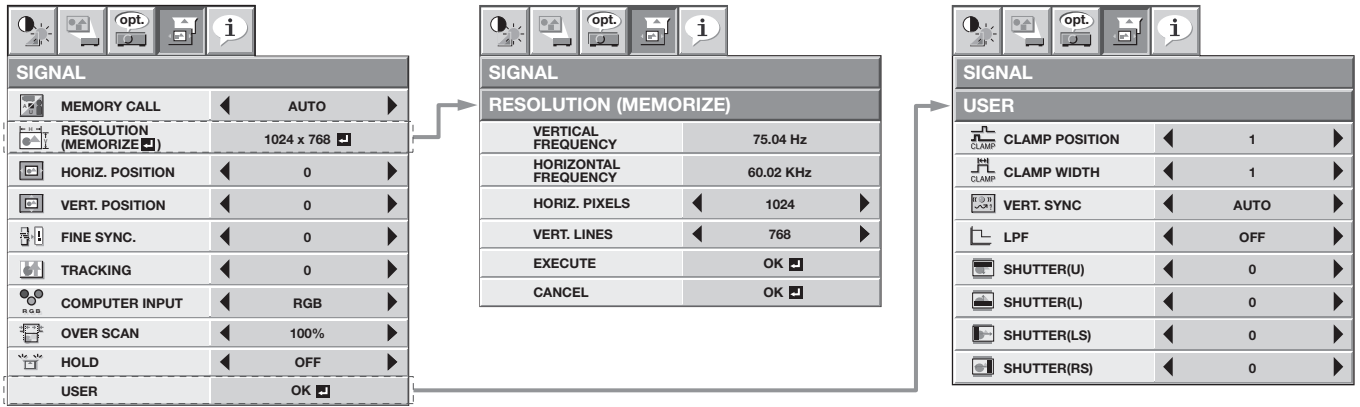 opt.
i
SIGNAL
MEMORY CALL AUTO
RESOLUTION
(MEMORIZE) 1024 x 768
HORIZ. POSITION 0
VERT. POSITION 0
FINE SYNC. 0
TRACKING 0
RGB
COMPUTER INPUT RGB
OVER SCAN 100%
HOLD OFF
USER OK
opt.
i
SIGNAL
RESOLUTION (MEMORIZE)
VERTICAL
FREQUENCY 75.04 Hz
HORIZONTAL
FREQUENCY 60.02 KHz
HORIZ. PIXELS 1024
VERT. LINES 768
EXECUTE OK
CANCEL OK
opt.
i
SIGNAL
USER
CLAMP
CLAMP POSITION 1
CLAMP
CLAMP WIDTH 1
VERT. SYNC AUTO
LPF OFF
SHUTTER(U) 0
SHUTTER(L) 0
SHUTTER(LS) 0
SHUTTER(RS) 0